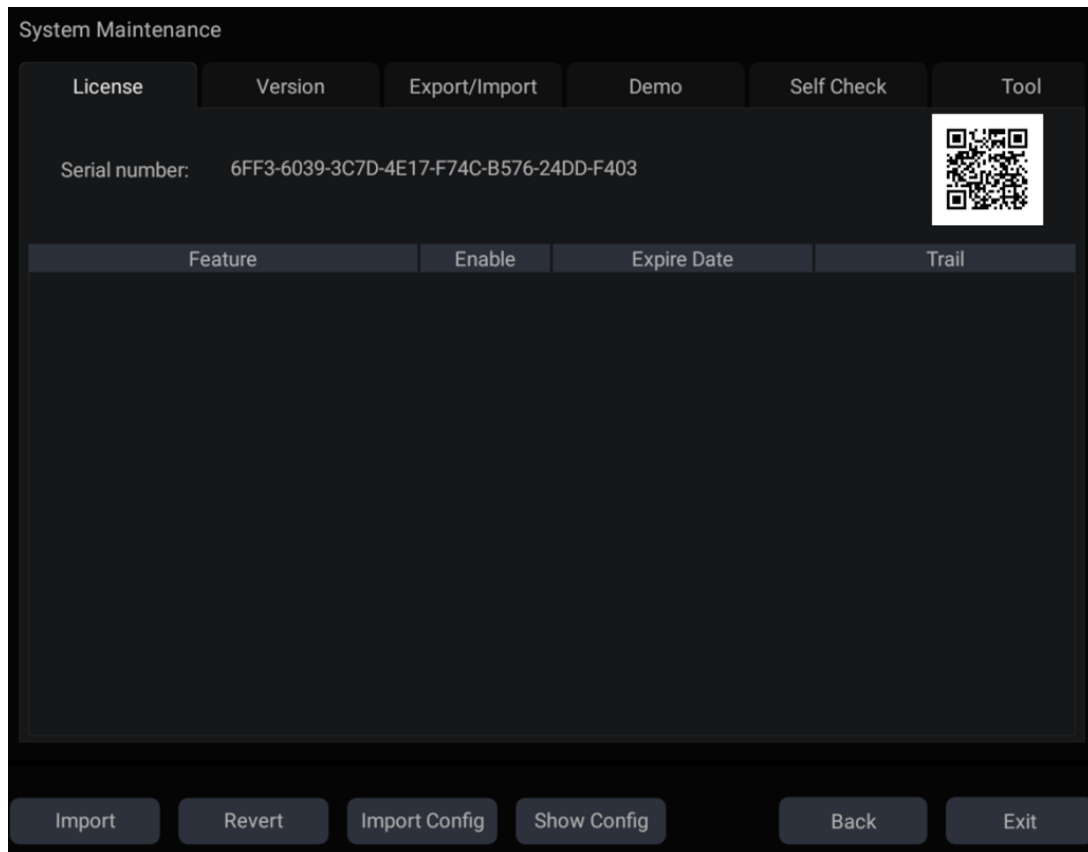 System Maintenance
License Version Export/Import Demo Self Check Tool
Serial number: 6FF3-6039-3C7D-4E17-F74C-B576-24DD-F403
Feature Enable Expire Date Trail
Import Revert Import Config Show Config Back Exit